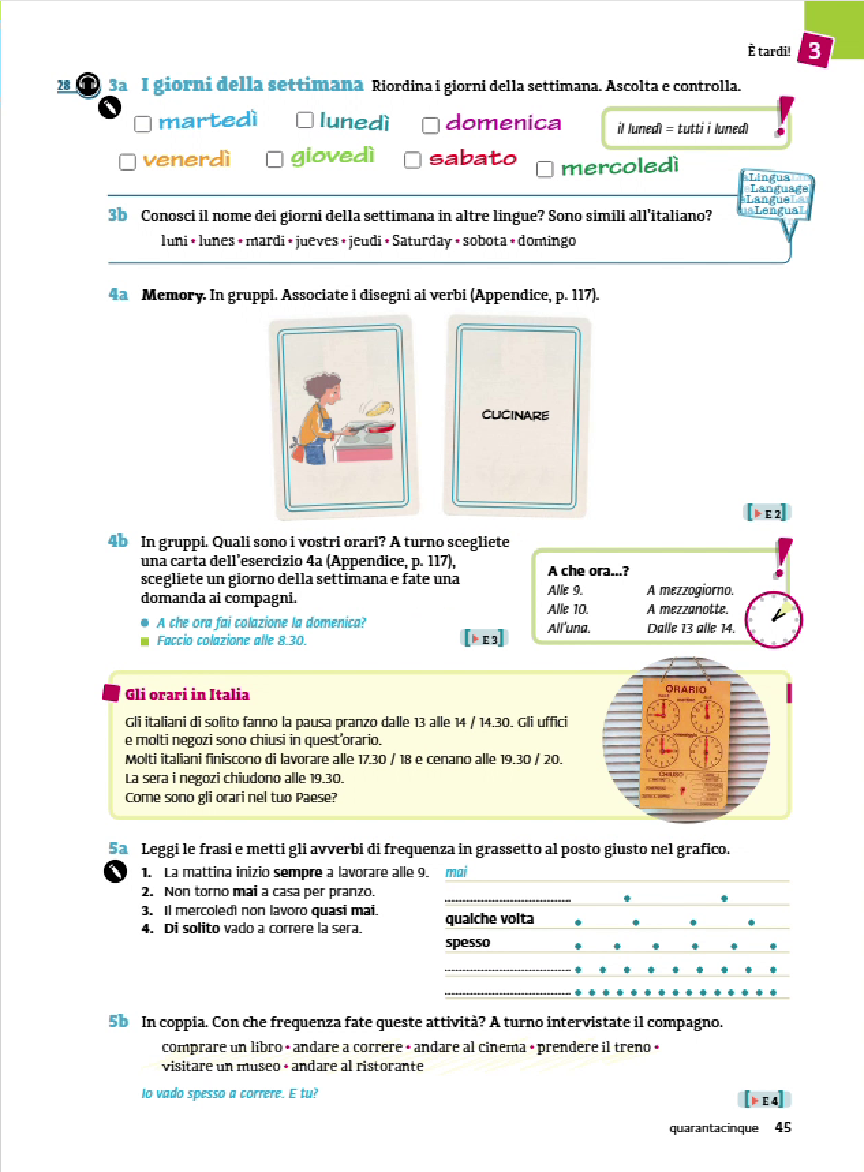 È tardi! 3
28 3a I giorni della settimana Riordina i giorni della settimana. Ascolta e controlla.
martedì lunedì domenica
il lunedì = tutti i lunedì
venerdì giovedì sabato mercoledì
Lingua
Language
Langue
Lengua
3b Conosci il nome dei giorni della settimana in altre lingue? Sono simili all'italiano?
luni • lunes • mardi • jueves • jeudi • Saturday • sobota • domingo
4a Memory. In gruppi. Associate i disegni ai verbi (Appendice, p. 117).
CUCINARE
E 2
4b In gruppi. Quali sono i vostri orari? A turno scegliete
una carta dell'esercizio 4a (Appendice, p. 117),
scegliete un giorno della settimana e fate una
domanda ai compagni.
A che ora fai colazione la domenica?
Faccio colazione alle 8.30.
E 3
A che ora...?
Alle 9. A mezzogiorno.
Alle 10. A mezzanotte.
All'una. Dalle 13 alle 14.
Gli orari in Italia
Gli italiani di solito fanno la pausa pranzo dalle 13 alle 14 / 14.30. Gli uffici
e molti negozi sono chiusi in quest'orario.
Molti italiani finiscono di lavorare alle 17.30 / 18 e cenano alle 19.30 / 20.
La sera i negozi chiudono alle 19.30.
Come sono gli orari nel tuo Paese?
ORARIO
5a Leggi le frasi e metti gli avverbi di frequenza in grassetto al posto giusto nel grafico.
1. La mattina inizio sempre a lavorare alle 9.
2. Non torno mai a casa per pranzo.
3. Il mercoledì non lavoro quasi mai.
4. Di solito vado a correre la sera.
mai
qualche volta
spesso
5b In coppia. Con che frequenza fate queste attività? A turno intervistate il compagno.
comprare un libro • andare a correre • andare al cinema • prendere il treno •
visitare un museo • andare al ristorante
Io vado spesso a correre. E tu?
E 4
quarantacinque 45